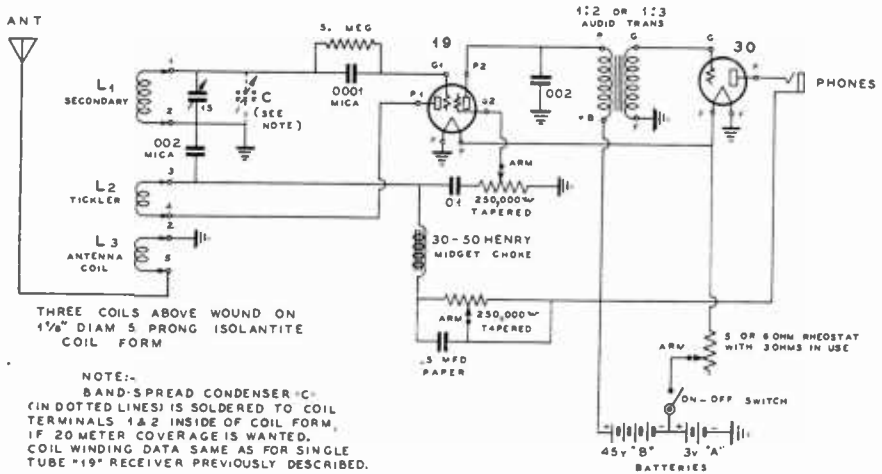 ANT
L1
SECONDARY
1
2
15
C
(SEE
NOTE)
002
MICA
5. MEG
0001
MICA
19
G1
P2
P1
G2
F
F
1:2 OR 1:3
AUDIO TRANS
P
G
+B
F
002
G
30
P
F
F
PHONES
L2
TICKLER
3
4
L3
ANTENNA
COIL
2
5
ARM
01
250,000 ω
TAPERED
30-50 HENRY
MIDGET CHOKE
ARM
250,000 ω
TAPERED
.5 MFD
PAPER
THREE COILS ABOVE WOUND ON
DIAM 5 PRONG ISOLANTITE
COIL FORM
5 OR 6 OHM RHEOSTAT
WITH 3 OHMS IN USE
ARM
ON-OFF SWITCH
+ - + -
45v "B" 3v "A"
BATTERIES
NOTE:-
BAND-SPREAD CONDENSER "C"
(IN DOTTED LINES) IS SOLDERED TO COIL
TERMINALS 1 & 2 INSIDE OF COIL FORM
IF 20 METER COVERAGE IS WANTED.
COIL WINDING DATA SAME AS FOR SINGLE
TUBE "19" RECEIVER PREVIOUSLY DESCRIBED.